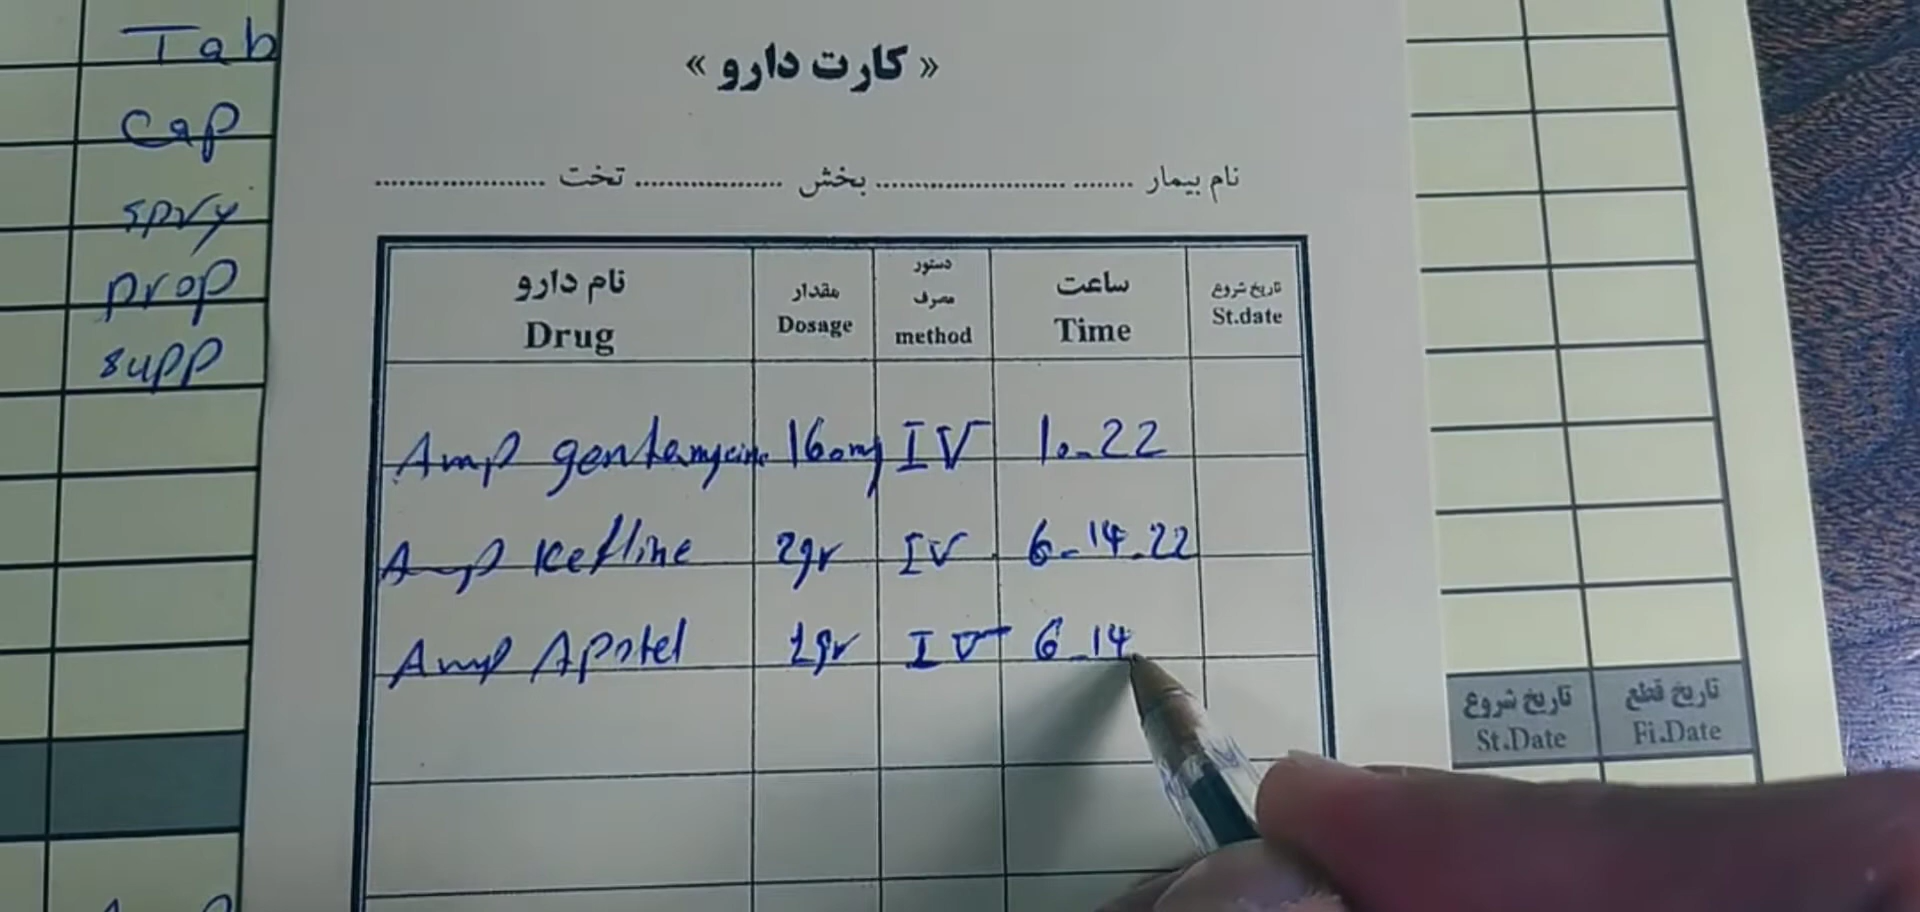 Tab
cap
spry
prop
supp
« کارت دارو »
نام بیمار ........ ........................ بخش .................. تخت .....................
نام دارو Drug مقدار Dosage دستور مصرف method ساعت Time تاریخ شروع St.date
Amp gentamycine 160mg IV 10_22
Amp Kefline 2gr IV 6_14_22
Amp Apotel 1gr IV 6_14
تاریخ شروع St.Date تاریخ قطع Fi.Date